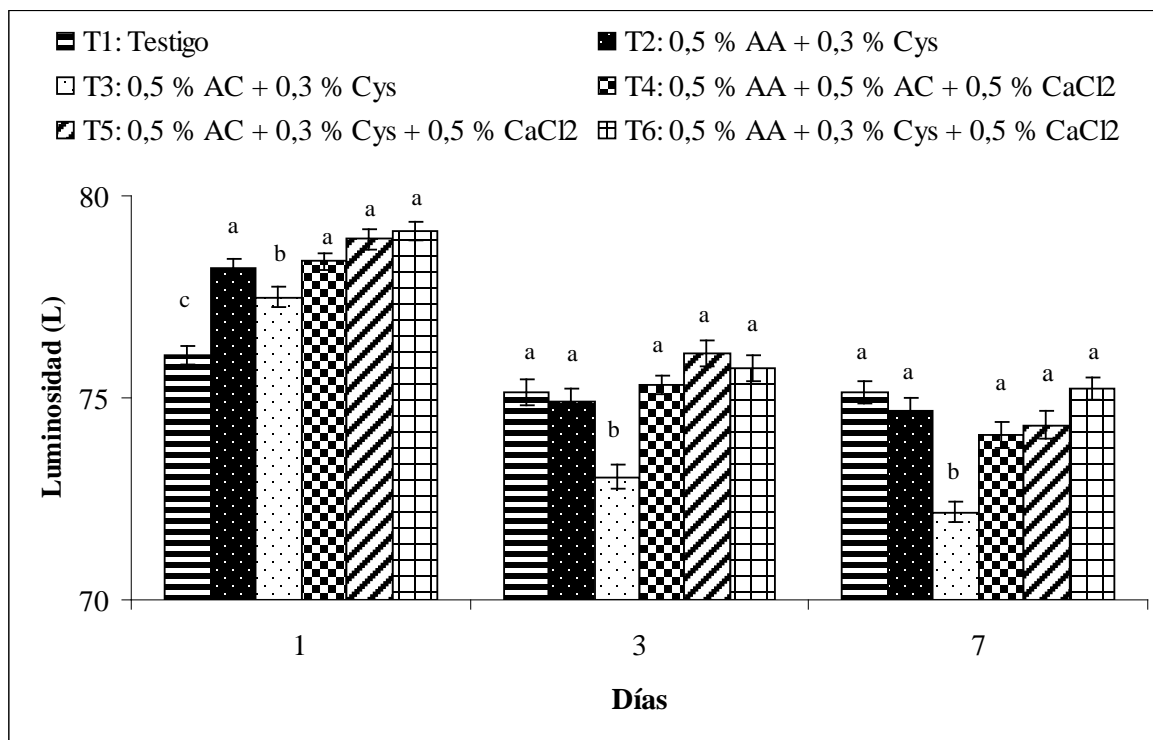 T1: Testigo
T2: 0,5 % AA + 0,3 % Cys
T3: 0,5 % AC + 0,3 % Cys
T4: 0,5 % AA + 0,5 % AC + 0,5 % CaCl2
T5: 0,5 % AC + 0,3 % Cys + 0,5 % CaCl2
T6: 0,5 % AA + 0,3 % Cys + 0,5 % CaCl2
Luminosidad (L)
80
75
70
c a b a a a
a a b a a a
a a b a a a
1 3 7
Días